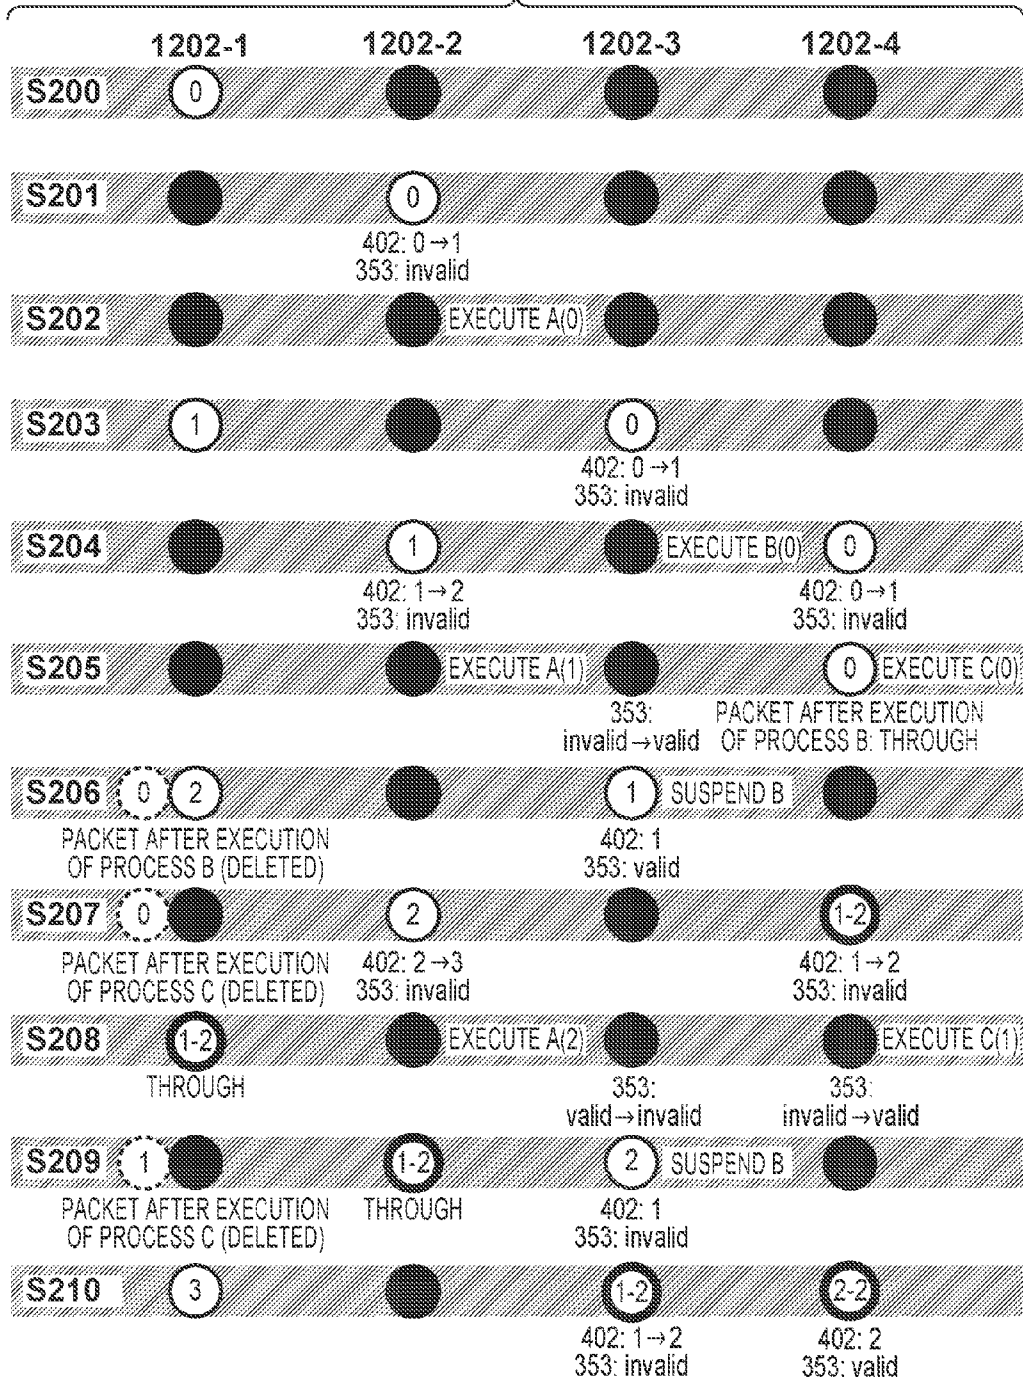 1202-1 1202-2 1202-3 1202-4
S200 0
S201 0
402: 0→1
353: invalid
S202 EXECUTE A(0)
S203 1 0
402: 0→1
353: invalid
S204 1 EXECUTE B(0) 0
402: 1→2 402: 0→1
353: invalid 353: invalid
S205 EXECUTE A(1) 0 EXECUTE C(0)
353: PACKET AFTER EXECUTION
invalid→valid OF PROCESS B: THROUGH
S206 0 2 1 SUSPEND B
PACKET AFTER EXECUTION 402: 1
OF PROCESS B (DELETED) 353: valid
S207 0 2 1-2
PACKET AFTER EXECUTION 402: 2→3 402: 1→2
OF PROCESS C (DELETED) 353: invalid 353: invalid
S208 1-2 EXECUTE A(2) EXECUTE C(1)
THROUGH 353: 353:
valid→invalid invalid→valid
S209 1 1-2 2 SUSPEND B
PACKET AFTER EXECUTION THROUGH 402: 1
OF PROCESS C (DELETED) 353: invalid
S210 3 1-2 2-2
402: 1→2 402: 2
353: invalid 353: valid